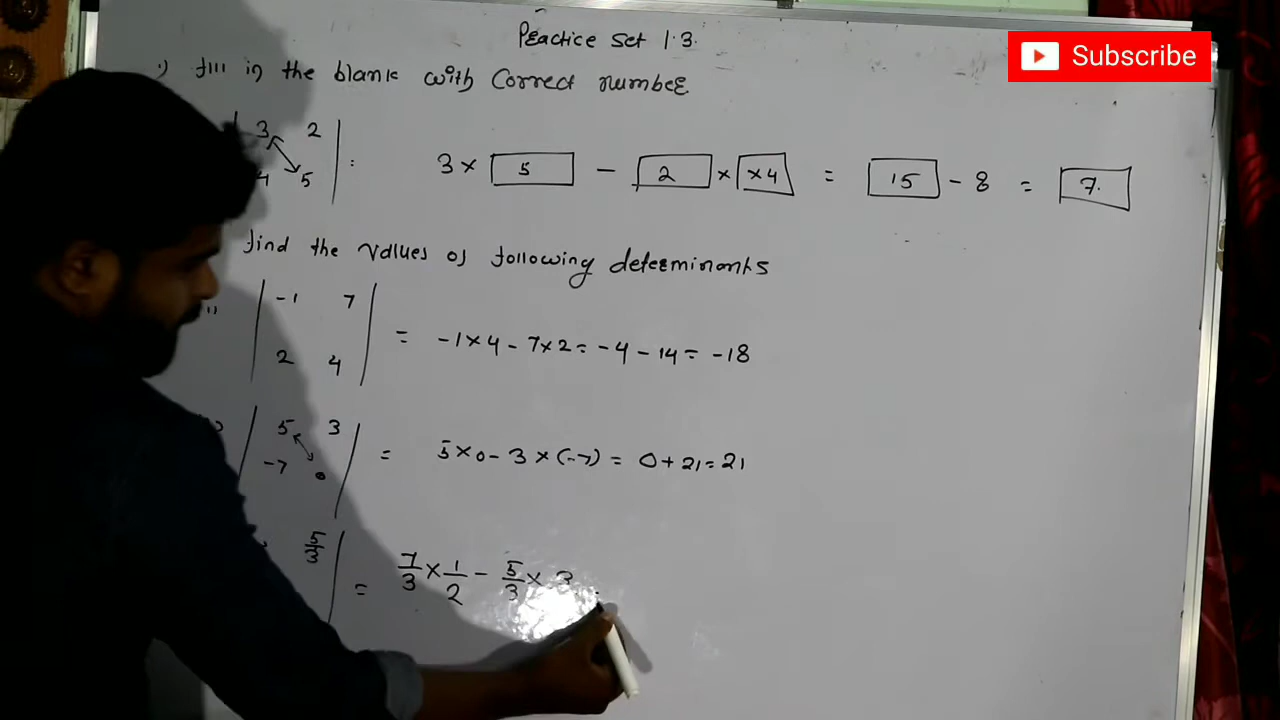 Practice Set 1.3.
Subscribe
1) fill in the blank with Correct number
3 2
4 5
: 3 × 5 – 2 × ×4 = 15 - 8 = 7.
find the values of following determinants
-1 7
2 4
= -1×4 - 7×2 = -4 - 14 = -18
5 3
-7 0
= 5×0 - 3×(-7) = 0 + 21 = 21
5/3
= 7/3 × 1/2 - 5/3 × 3